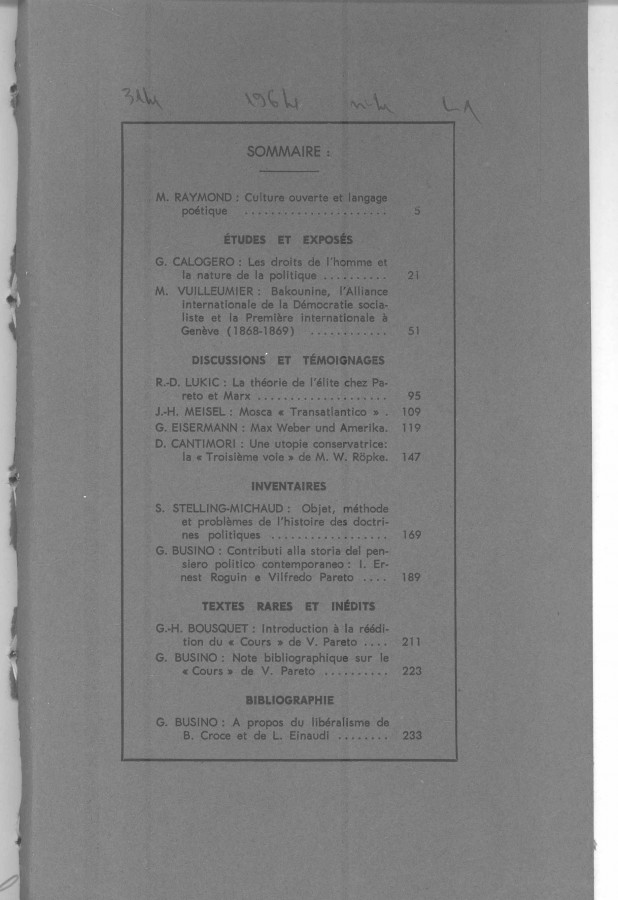 1964 n.4
SOMMAIRE :
M. RAYMOND : Culture ouverte et langage
poétique ...................... 5
ÉTUDES ET EXPOSÉS
G. CALOGERO : Les droits de l'homme et
la nature de la politique .......... 21
M. VUILLEUMIER : Bakounine, l'Alliance
internationale de la Démocratie socia-
liste et la Première internationale à
Genève (1868-1869) ............ 51
DISCUSSIONS ET TÉMOIGNAGES
R.-D. LUKIC : La théorie de l'élite chez Pa-
reto et Marx .................... 95
J.-H. MEISEL : Mosca « Transatlantico » . 109
G. EISERMANN : Max Weber und Amerika. 119
D. CANTIMORI : Une utopie conservatrice:
la « Troisième voie » de M. W. Röpke. 147
INVENTAIRES
S. STELLING-MICHAUD : Objet, méthode
et problèmes de l'histoire des doctri-
nes politiques .................. 169
G. BUSINO : Contributi alla storia del pen-
siero politico contemporaneo : I. Er-
nest Roguin e Vilfredo Pareto .... 189
TEXTES RARES ET INÉDITS
G.-H. BOUSQUET : Introduction à la réédi-
tion du « Cours » de V. Pareto .... 211
G. BUSINO : Note bibliographique sur le
« Cours » de V. Pareto .......... 223
BIBLIOGRAPHIE
G. BUSINO : A propos du libéralisme de
B. Croce et de L. Einaudi ........ 233